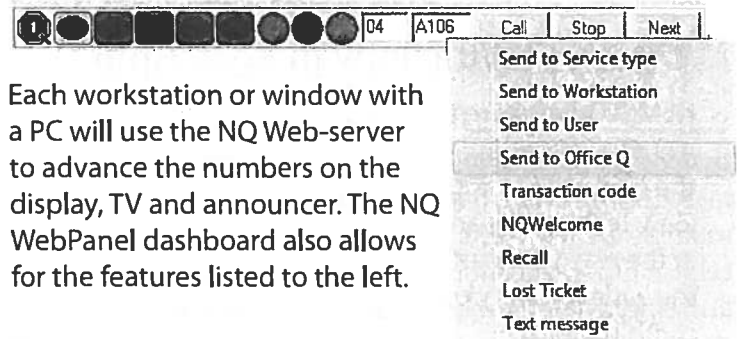 1 04 A106 Call Stop Next
Each workstation or window with
a PC will use the NQ Web-server
to advance the numbers on the
display, TV and announcer. The NQ
WebPanel dashboard also allows
for the features listed to the left.
Send to Service type
Send to Workstation
Send to User
Send to Office Q
Transaction code
NQWelcome
Recall
Lost Ticket
Text message